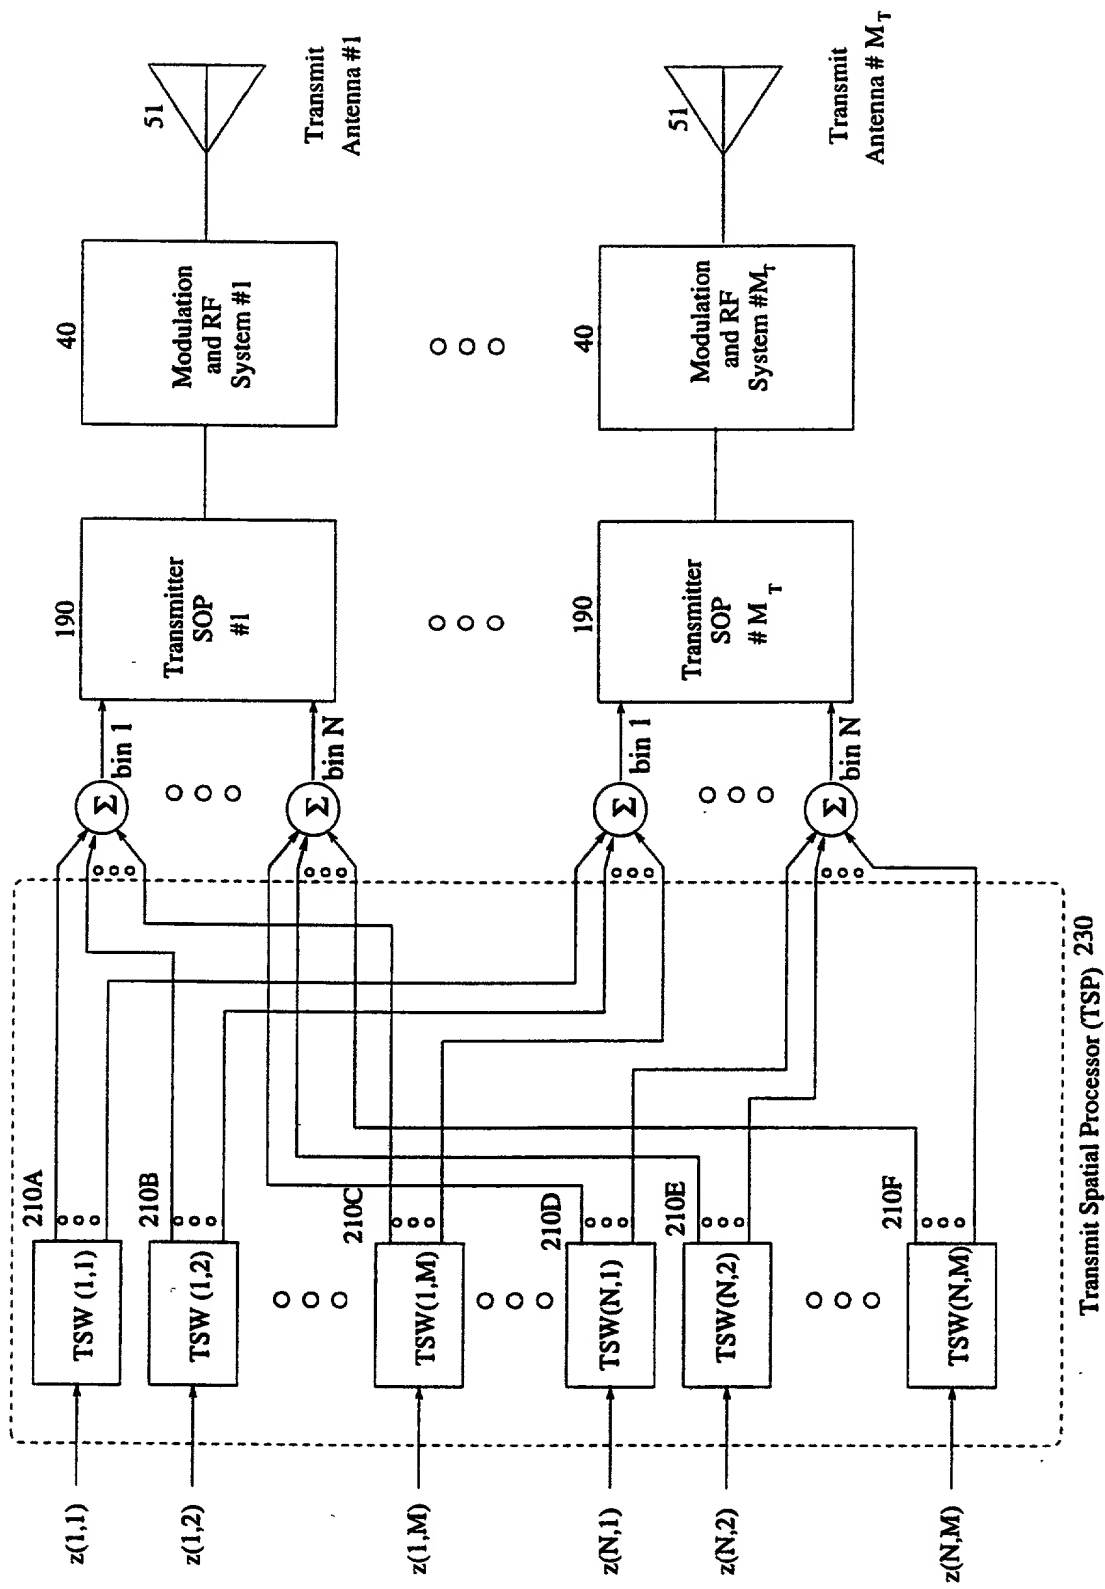 z(1,1)
z(1,2)
z(1,M)
z(N,1)
z(N,2)
z(N,M)
210A
TSW (1,1)
210B
TSW (1,2)
210C
TSW(1,M)
210D
TSW(N,1)
210E
TSW(N,2)
210F
TSW(N,M)
Transmit Spatial Processor (TSP) 230
Σ
bin 1
Σ
bin N
Σ
bin 1
Σ
bin N
190
Transmitter
SOP
#1
190
Transmitter
SOP
# M T
40
Modulation
and RF
System #1
40
Modulation
and RF
System #MT
51
Transmit
Antenna #1
51
Transmit
Antenna # MT